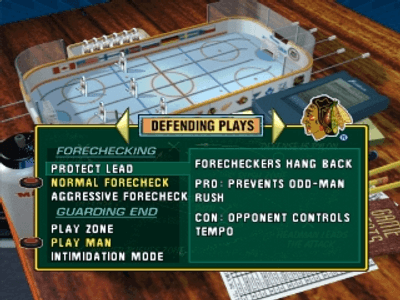 DEFENDING PLAYS
FORECHECKING
PROTECT LEAD
NORMAL FORECHECK
AGGRESSIVE FORECHECK
GUARDING END
PLAY ZONE
PLAY MAN
INTIMIDATION MODE
FORECHECKERS HANG BACK
PRO: PREVENTS ODD-MAN
RUSH
CON: OPPONENT CONTROLS
TEMPO